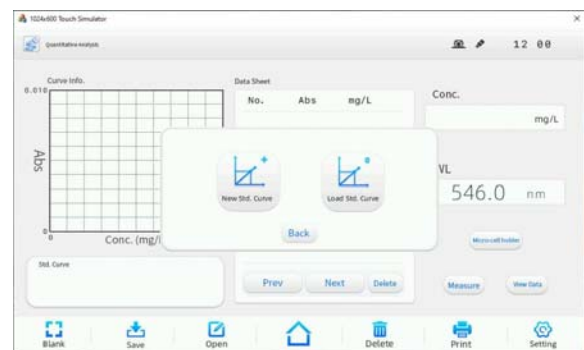 1024x600 Touch Simulator
Quantitative Analysis
12 00
Curve Info.
0.010
Abs
0
0
Conc. (mg/l
Std. Curve
Data Sheet
No. Abs mg/L
Conc.
mg/L
WL
546.0 nm
New Std. Curve
Load Std. Curve
Back
Micro cell holder
Prev Next Delete
Measure View Data
Blank Save Open Delete Print Setting